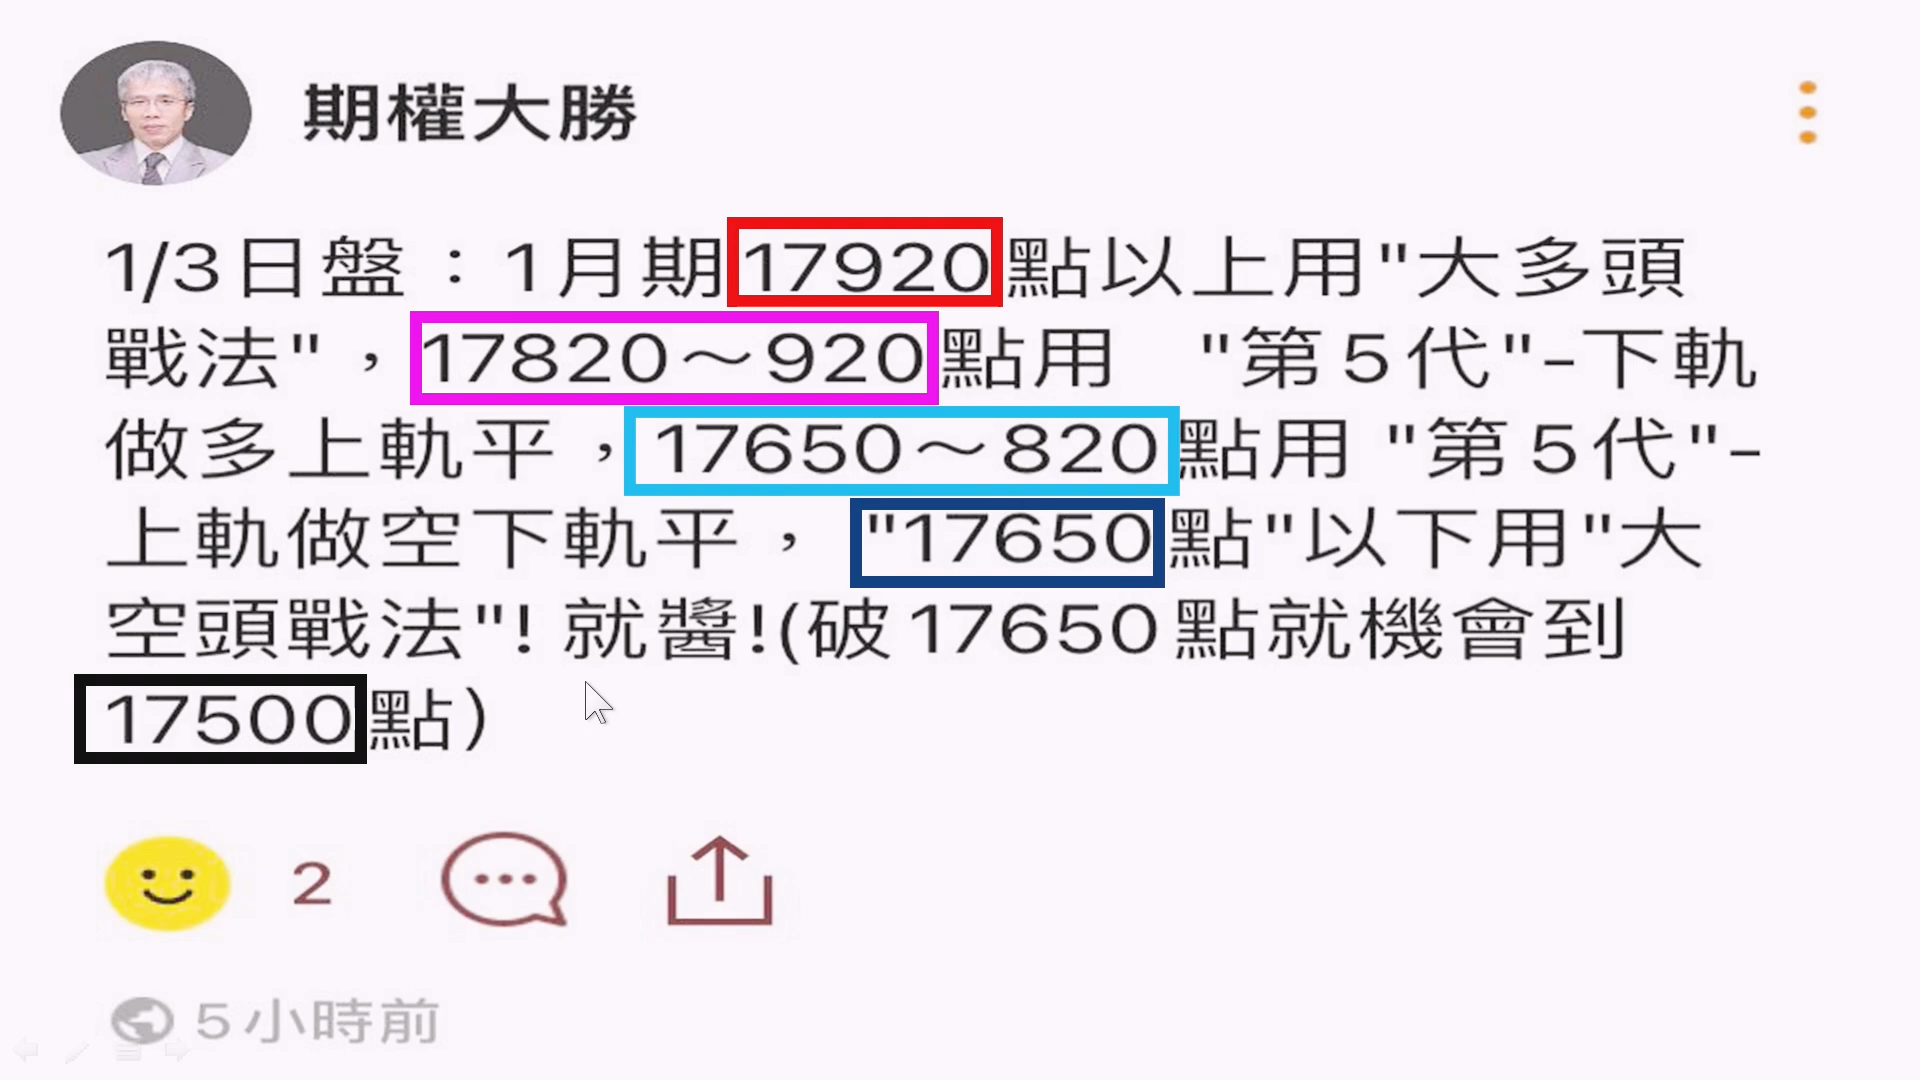 期權大勝
1/3日盤：1月期17920點以上用"大多頭
戰法"，17820～920點用 "第5代"-下軌
做多上軌平，17650～820點用"第5代"-
上軌做空下軌平，"17650點"以下用"大
空頭戰法"! 就醬!(破17650點就機會到
17500點)
2
5小時前